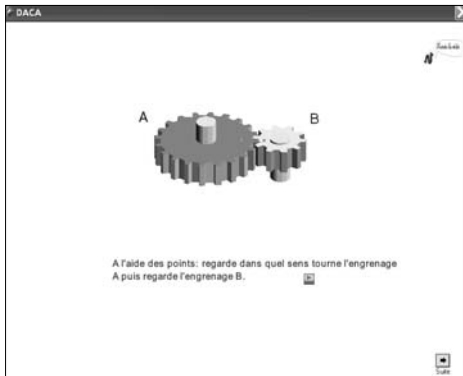 DACA
A
B
A l'aide des points: regarde dans quel sens tourne l'engrenage
A puis regarde l'engrenage B.
Suite